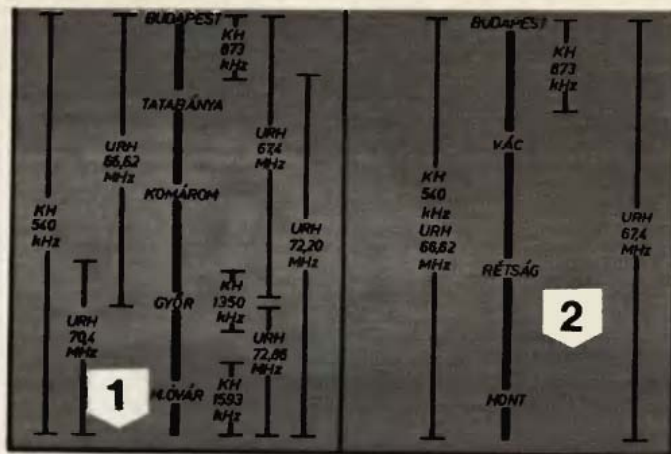 BUDAPEST
KH
873
kHz
TATABÁNYA
URH
66,62
MHz
URH
67,4
MHz
KOMÁROM
KH
540
kHz
URH
72,20
MHz
GYŐR
KH
1350
kHz
URH
70,4
MHz
URH
72,86
MHz
M.ÓVÁR
KH
1593
kHz
1
BUDAPEST
KH
873
kHz
VÁC
KH
540
kHz
URH
66,62
MHz
URH
67,4
MHz
RÉTSÁG
2
HONT